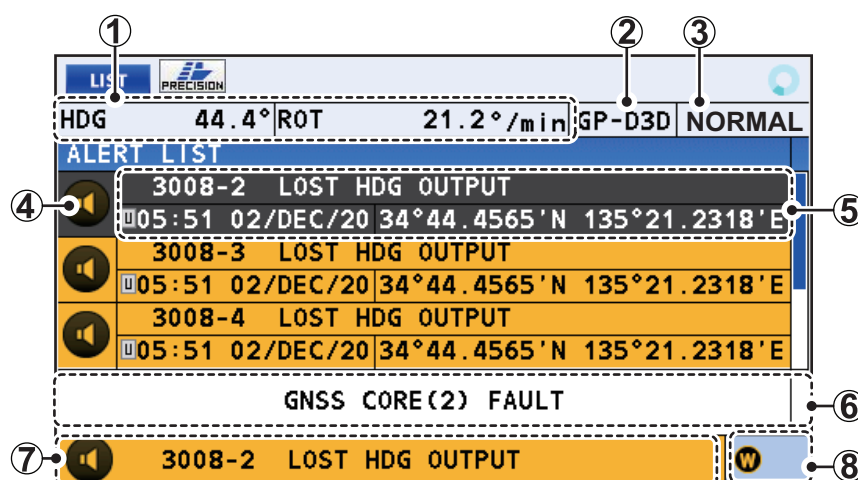 1 2 3
LIST PRECISION
HDG 44.4° ROT 21.2°/min GP-D3D NORMAL
ALERT LIST
4 3008-2 LOST HDG OUTPUT
U 05:51 02/DEC/20 34°44.4565'N 135°21.2318'E 5
3008-3 LOST HDG OUTPUT
U 05:51 02/DEC/20 34°44.4565'N 135°21.2318'E
3008-4 LOST HDG OUTPUT
U 05:51 02/DEC/20 34°44.4565'N 135°21.2318'E
GNSS CORE(2) FAULT 6
7 3008-2 LOST HDG OUTPUT W 8